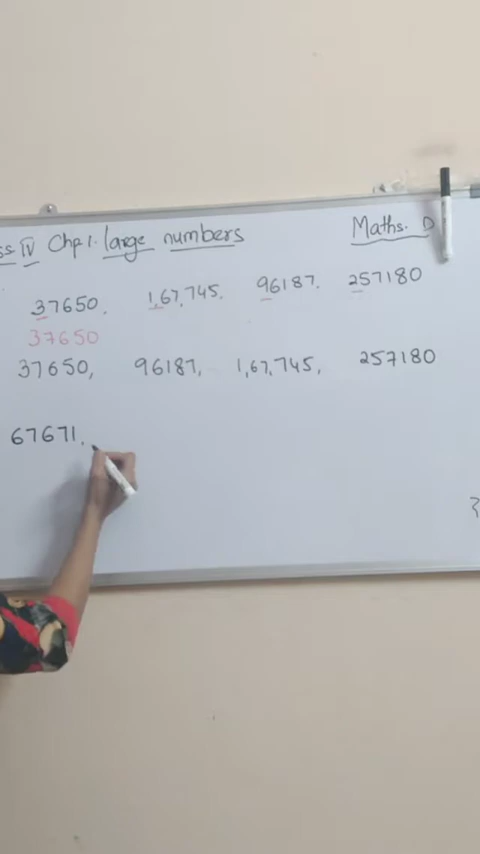 ss IV Chp 1. large numbers Maths. D
37650, 1,67,745. 96187. 257180
37650
37650, 96187, 1,67,745, 257180
67671,